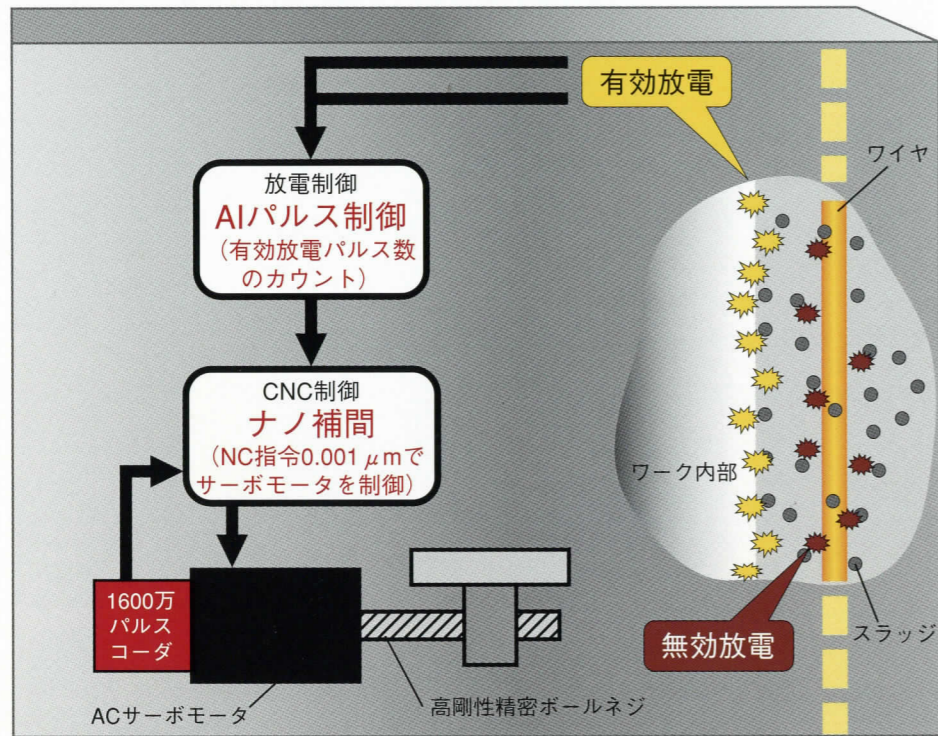 有効放電
ワイヤ
放電制御
AIパルス制御
（有効放電パルス数
のカウント）
CNC制御
ナノ補間
（NC指令0.001μmで
サーボモータを制御）
ワーク内部
1600万
パルス
コーダ
無効放電
スラッジ
ACサーボモータ
高剛性精密ボールネジ